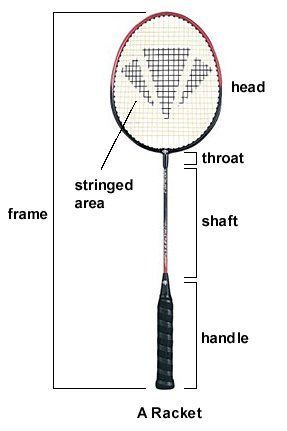 head
throat
stringed
area
frame
shaft
handle
A Racket